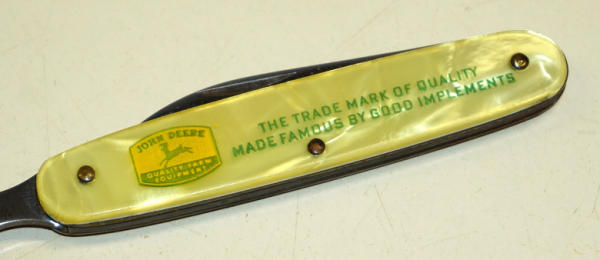 JOHN DEERE
QUALITY FARM
EQUIPMENT
THE TRADE MARK OF QUALITY
MADE FAMOUS BY GOOD IMPLEMENTS